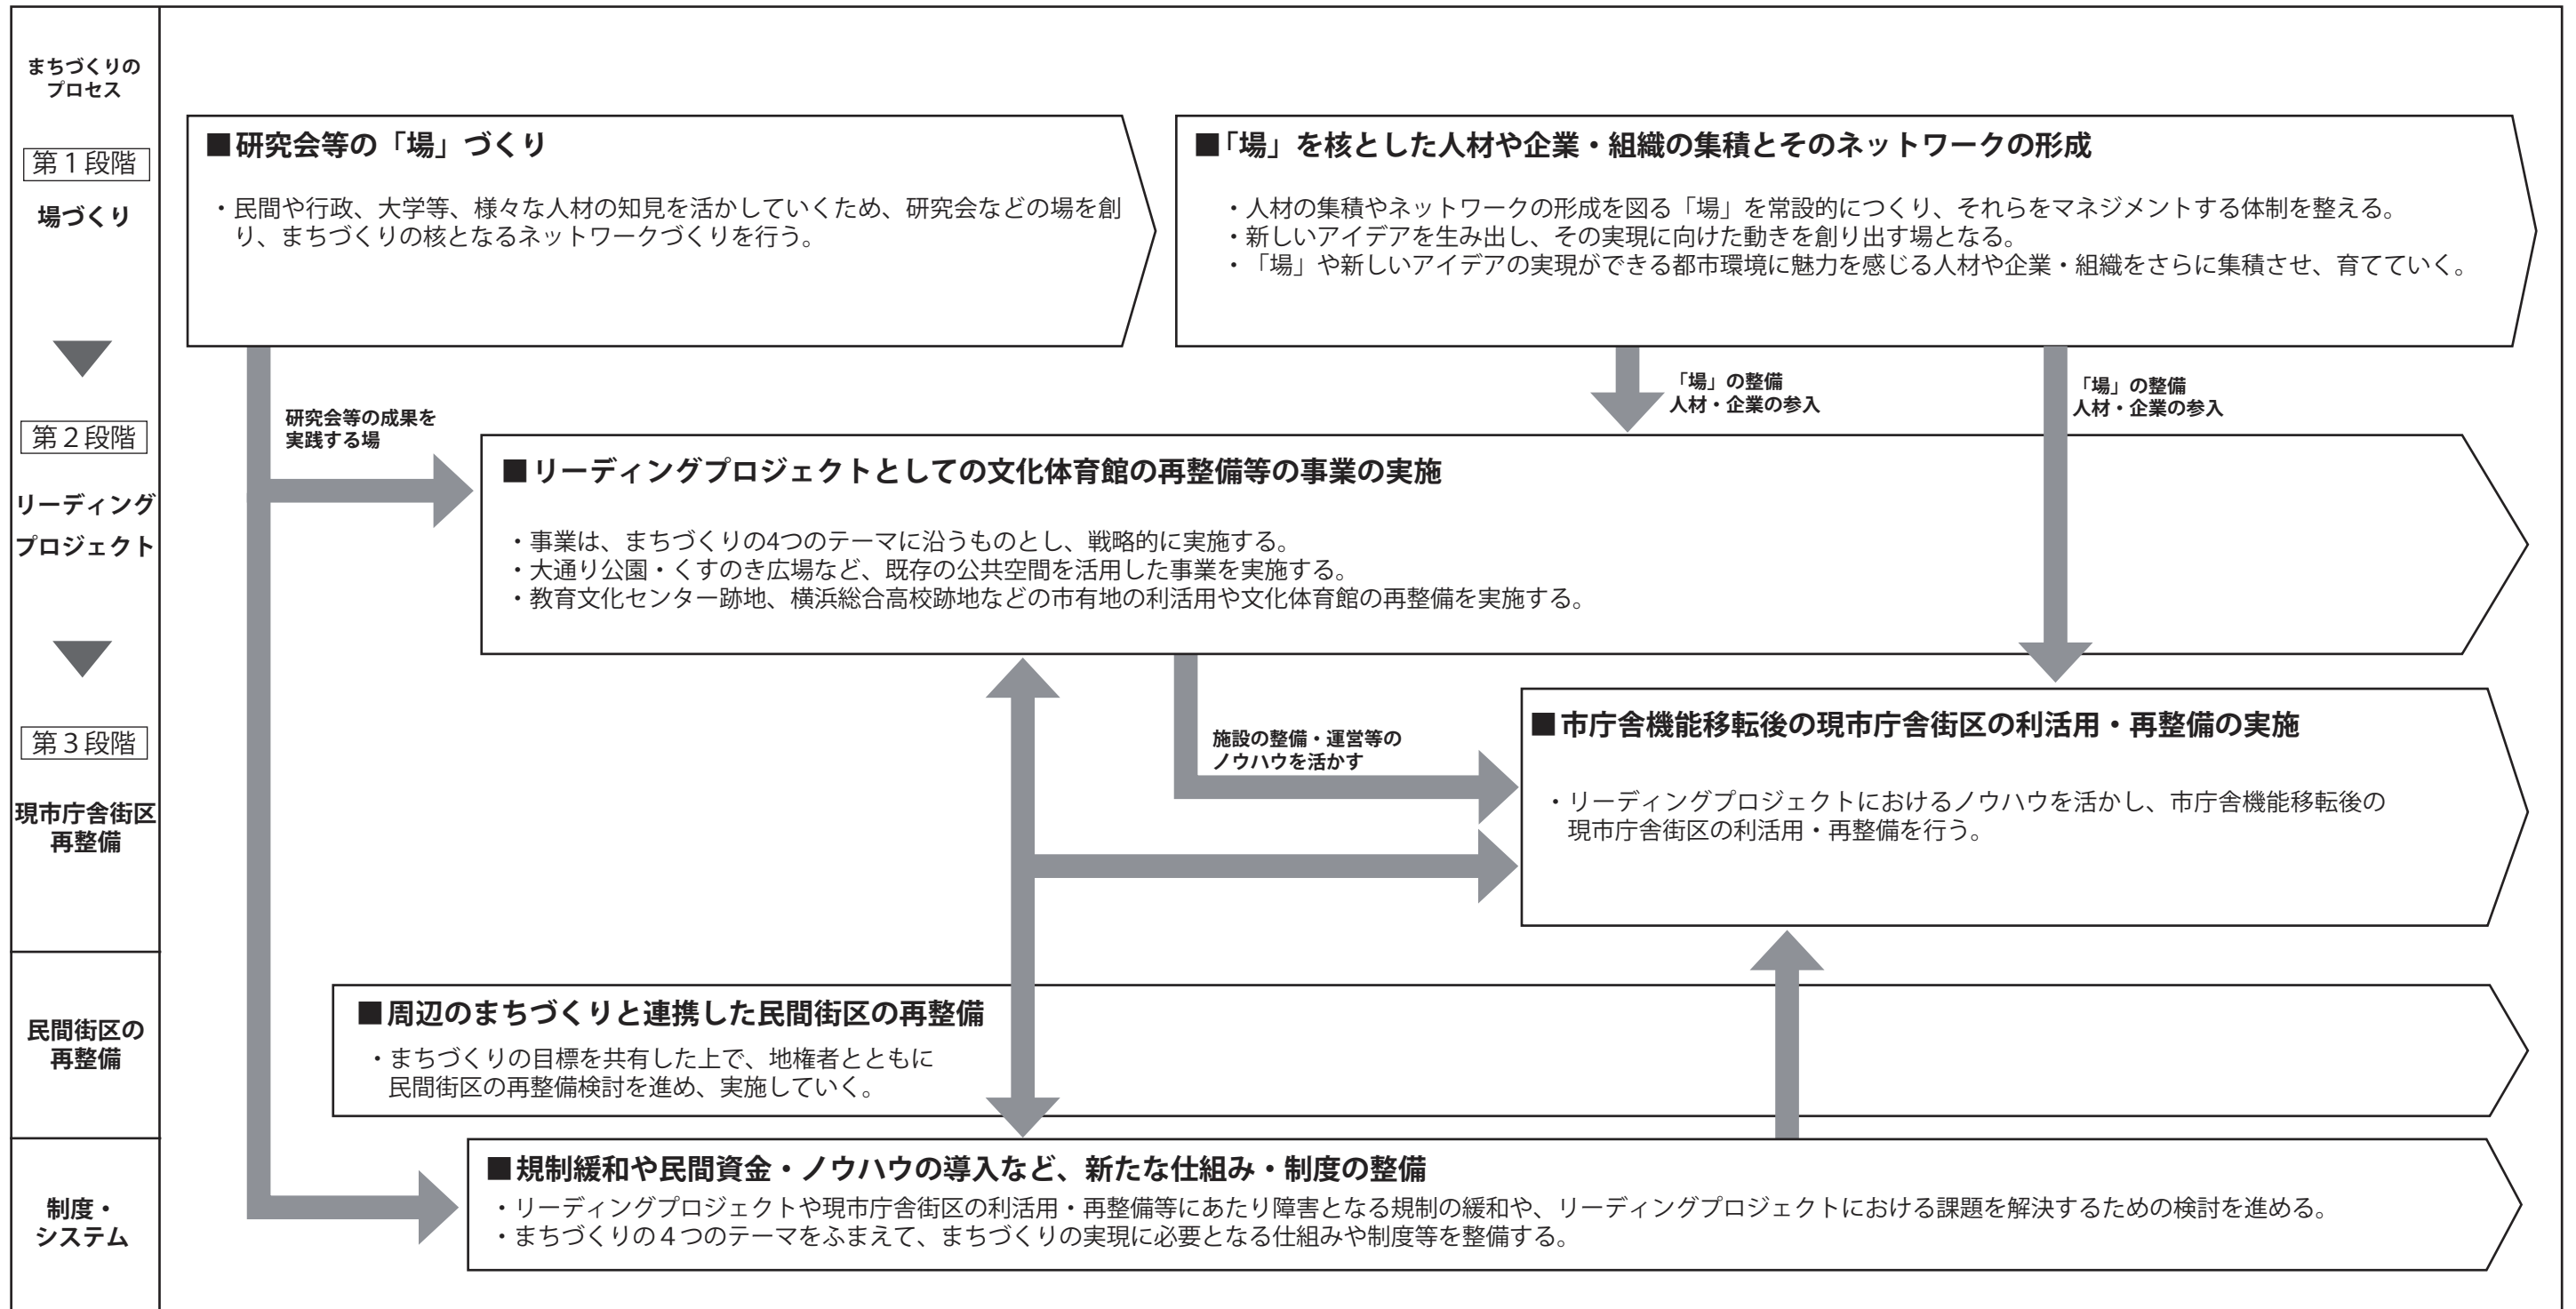 まちづくりの
プロセス
第１段階
場づくり
■研究会等の「場」づくり
・民間や行政、大学等、様々な人材の知見を活かしていくため、研究会などの場を創
り、まちづくりの核となるネットワークづくりを行う。
■「場」を核とした人材や企業・組織の集積とそのネットワークの形成
・人材の集積やネットワークの形成を図る「場」を常設的につくり、それらをマネジメントする体制を整える。
・新しいアイデアを生み出し、その実現に向けた動きを創り出す場となる。
・「場」や新しいアイデアの実現ができる都市環境に魅力を感じる人材や企業・組織をさらに集積させ、育てていく。
研究会等の成果を
実践する場
「場」の整備
人材・企業の参入
「場」の整備
人材・企業の参入
第２段階
リーディング
プロジェクト
■リーディングプロジェクトとしての文化体育館の再整備等の事業の実施
・事業は、まちづくりの4つのテーマに沿うものとし、戦略的に実施する。
・大通り公園・くすのき広場など、既存の公共空間を活用した事業を実施する。
・教育文化センター跡地、横浜総合高校跡地などの市有地の利活用や文化体育館の再整備を実施する。
第３段階
現市庁舎街区
再整備
施設の整備・運営等の
ノウハウを活かす
■市庁舎機能移転後の現市庁舎街区の利活用・再整備の実施
・リーディングプロジェクトにおけるノウハウを活かし、市庁舎機能移転後の
現市庁舎街区の利活用・再整備を行う。
民間街区の
再整備
■周辺のまちづくりと連携した民間街区の再整備
・まちづくりの目標を共有した上で、地権者とともに
民間街区の再整備検討を進め、実施していく。
制度・
システム
■規制緩和や民間資金・ノウハウの導入など、新たな仕組み・制度の整備
・リーディングプロジェクトや現市庁舎街区の利活用・再整備等にあたり障害となる規制の緩和や、リーディングプロジェクトにおける課題を解決するための検討を進める。
・まちづくりの４つのテーマをふまえて、まちづくりの実現に必要となる仕組みや制度等を整備する。